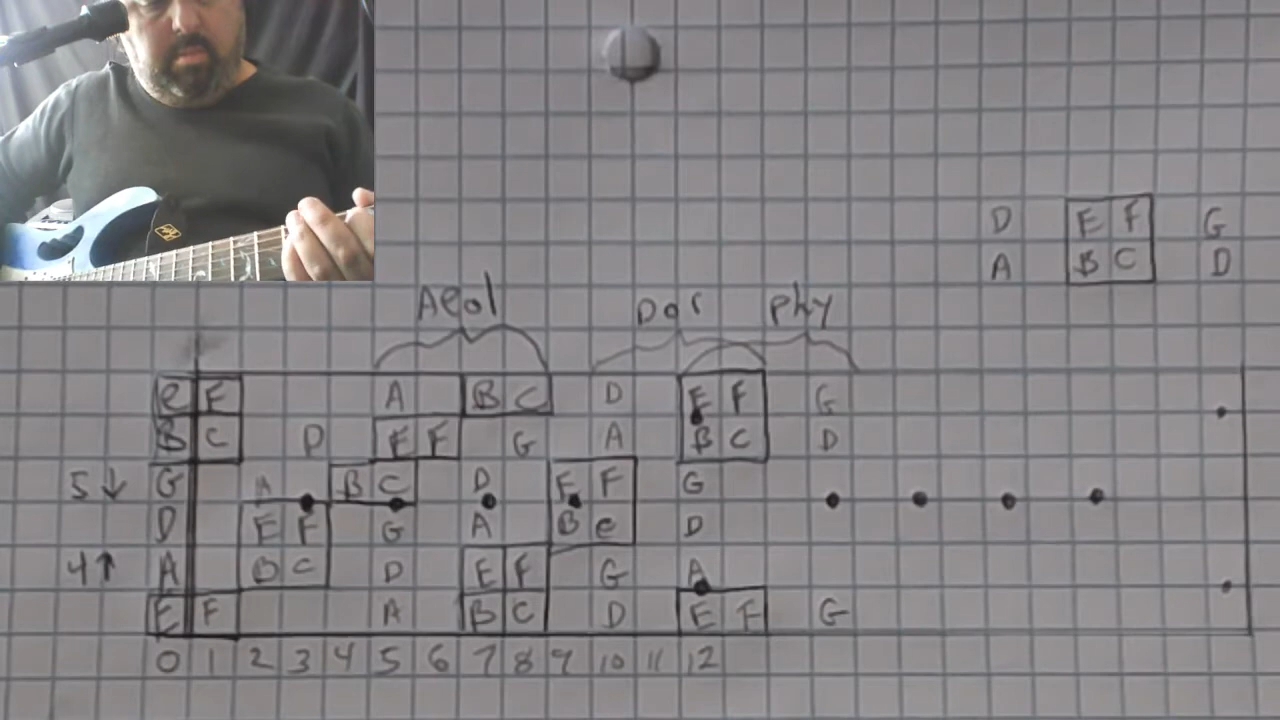 D E F G
A B C D
Aeol Dor Phy
e F A B C D E F G
B C D E F G A B C D
5↓ G A B C D E F G
D E F G A B C D
4↑ A B C D E F G A
E F A B C D E F G
0 1 2 3 4 5 6 7 8 9 10 11 12